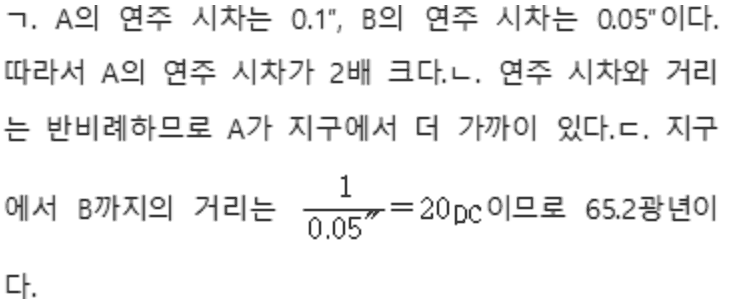 ㄱ. A의 연주 시차는 0.1", B의 연주 시차는 0.05"이다.
따라서 A의 연주 시차가 2배 크다.ㄴ. 연주 시차와 거리
는 반비례하므로 A가 지구에서 더 가까이 있다.ㄷ. 지구
에서 B까지의 거리는 1/0.05″=20pc이므로 65.2광년이
다.